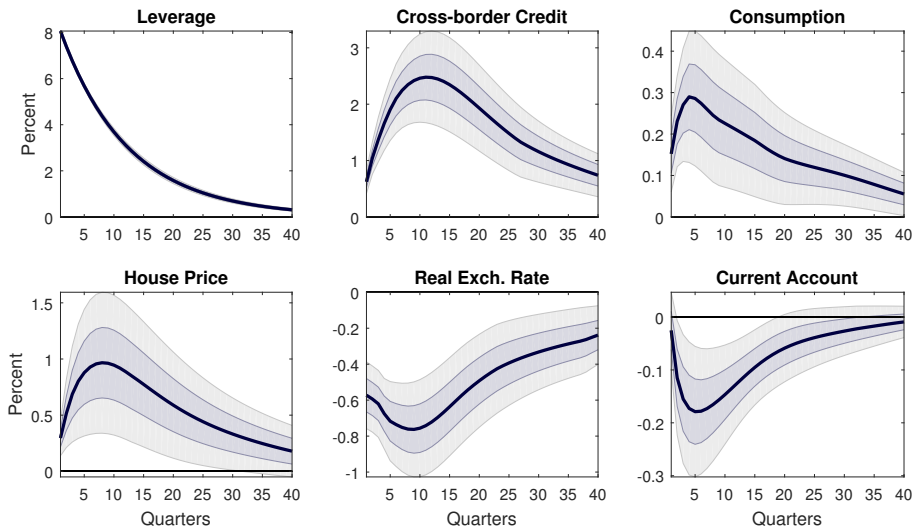 Leverage
Cross-border Credit
Consumption
Percent
8
6
4
2
0
5 10 15 20 25 30 35 40
3
2
1
0
5 10 15 20 25 30 35 40
0.4
0.3
0.2
0.1
0
5 10 15 20 25 30 35 40
House Price
Real Exch. Rate
Current Account
Percent
1.5
1
0.5
0
5 10 15 20 25 30 35 40
Quarters
0
-0.2
-0.4
-0.6
-0.8
-1
5 10 15 20 25 30 35 40
Quarters
0
-0.1
-0.2
-0.3
5 10 15 20 25 30 35 40
Quarters